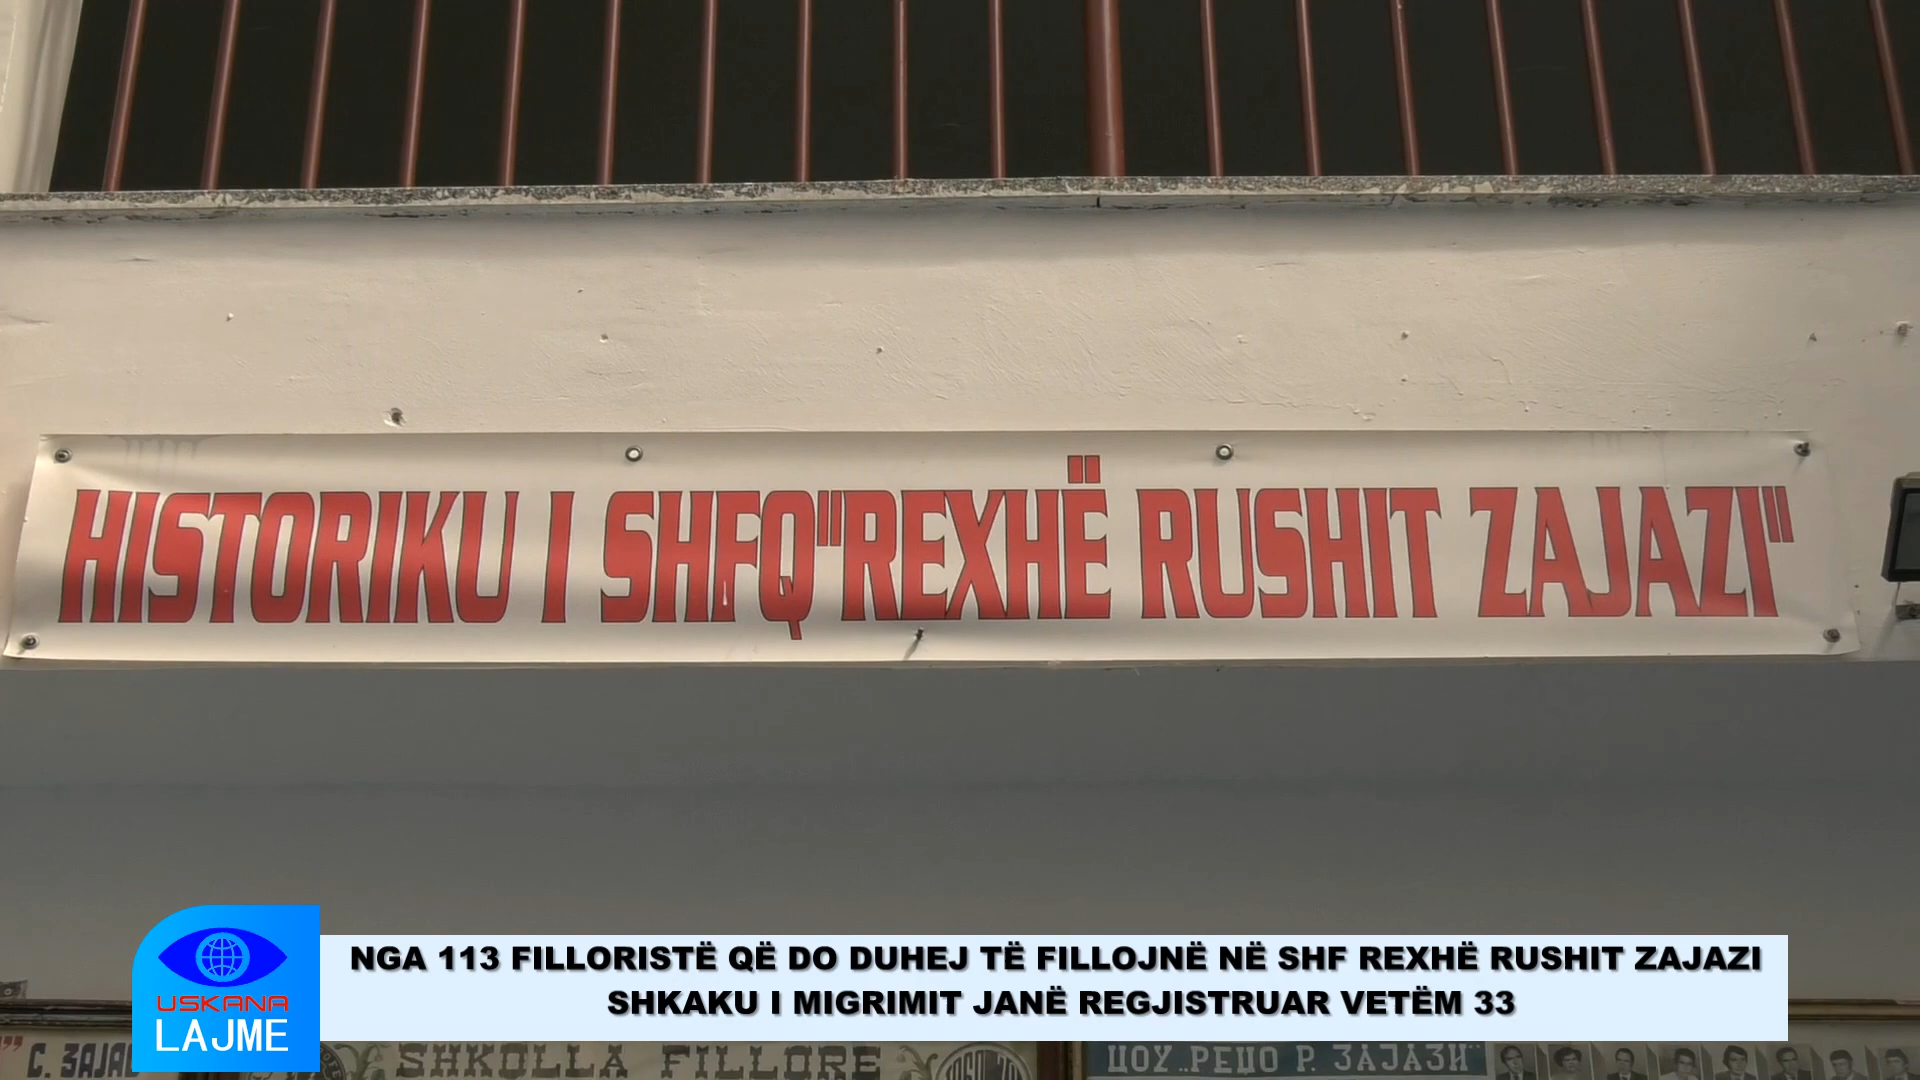 HISTORIKU I SHFQ"REXHË RUSHIT ZAJAZI"
NGA 113 FILLORISTË QË DO DUHEJ TË FILLOJNË NË SHF REXHË RUSHIT ZAJAZI
SHKAKU I MIGRIMIT JANË REGJISTRUAR VETËM 33
USKANA
LAJME
С. ЗАЈАС
SHKOLLA FILLORE
ЦОУ „РЕЏО Р. ЗАЈАЗИ"